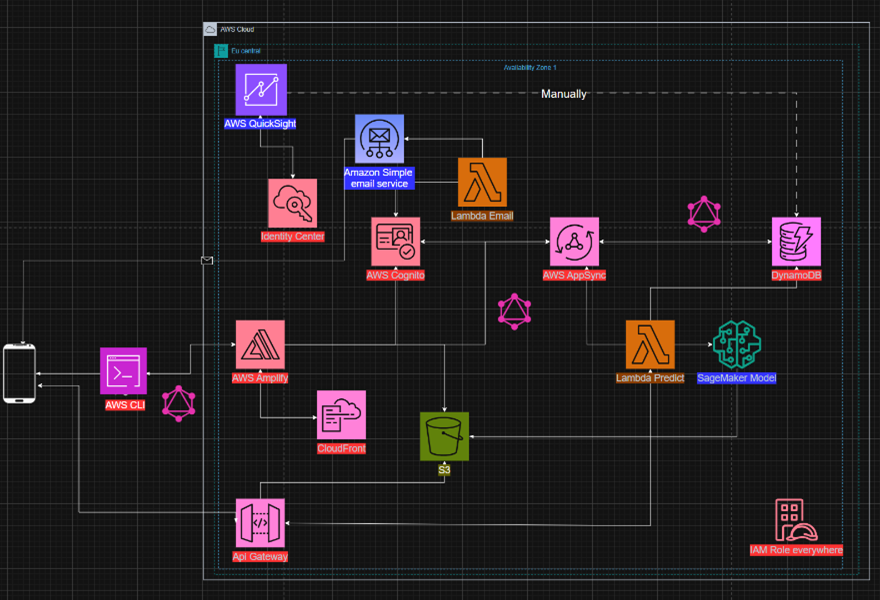 AWS Cloud
Eu central
Availability Zone 1
Manually
AWS QuickSight
Amazon Simple
email service
Lambda Email
Identity Center
AWS Cognito
AWS AppSync
DynamoDB
AWS CLI
AWS Amplify
Lambda Predict
SageMaker Model
CloudFront
S3
Api Gateway
IAM Role everywhere